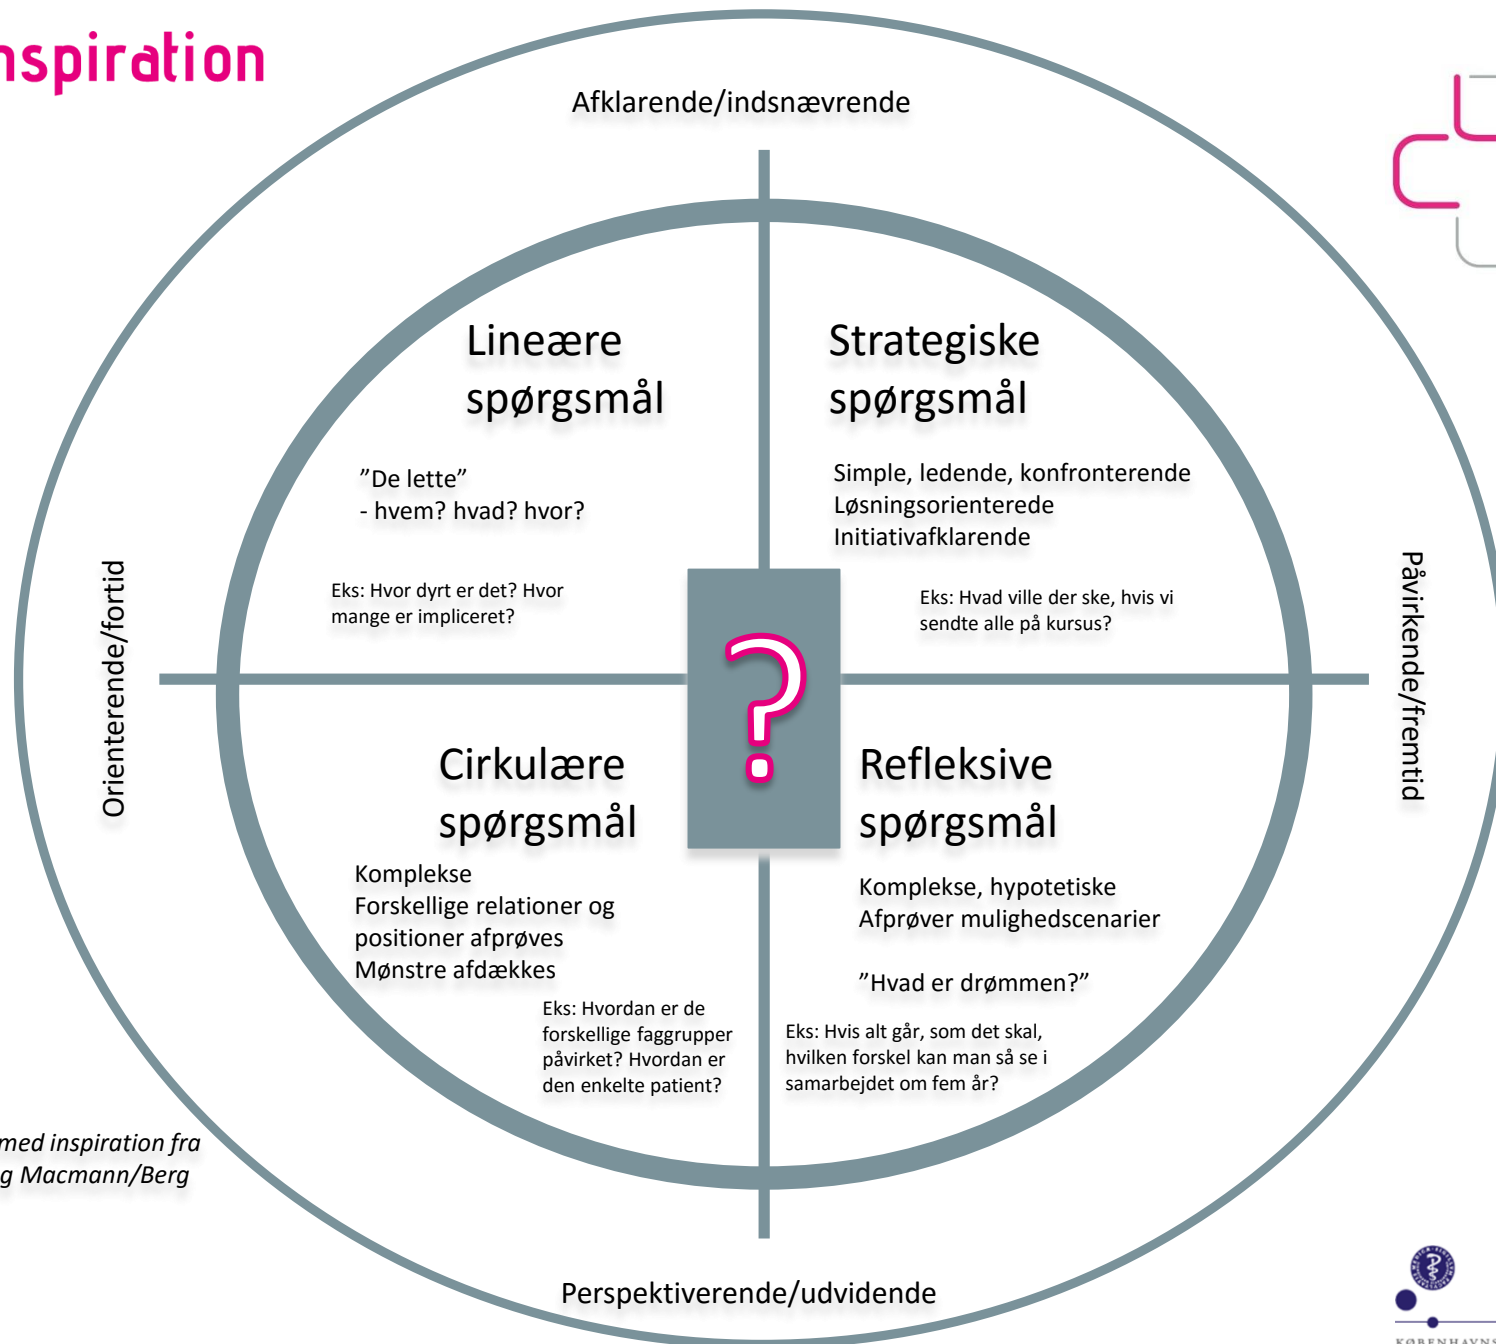 nspiration
Afklarende/indsnævrende
Lineære
spørgsmål
”De lette”
- hvem? hvad? hvor?
Eks: Hvor dyrt er det? Hvor
mange er impliceret?
Strategiske
spørgsmål
Simple, ledende, konfronterende
Løsningsorienterede
Initiativafklarende
Eks: Hvad ville der ske, hvis vi
sendte alle på kursus?
Orienterende/fortid
?
Påvirkende/fremtid
Cirkulære
spørgsmål
Komplekse
Forskellige relationer og
positioner afprøves
Mønstre afdækkes
Eks: Hvordan er de
forskellige faggrupper
påvirket? Hvordan er
den enkelte patient?
Refleksive
spørgsmål
Komplekse, hypotetiske
Afprøver mulighedscenarier
”Hvad er drømmen?”
Eks: Hvis alt går, som det skal,
hvilken forskel kan man så se i
samarbejdet om fem år?
med inspiration fra
g Macmann/Berg
Perspektiverende/udvidende